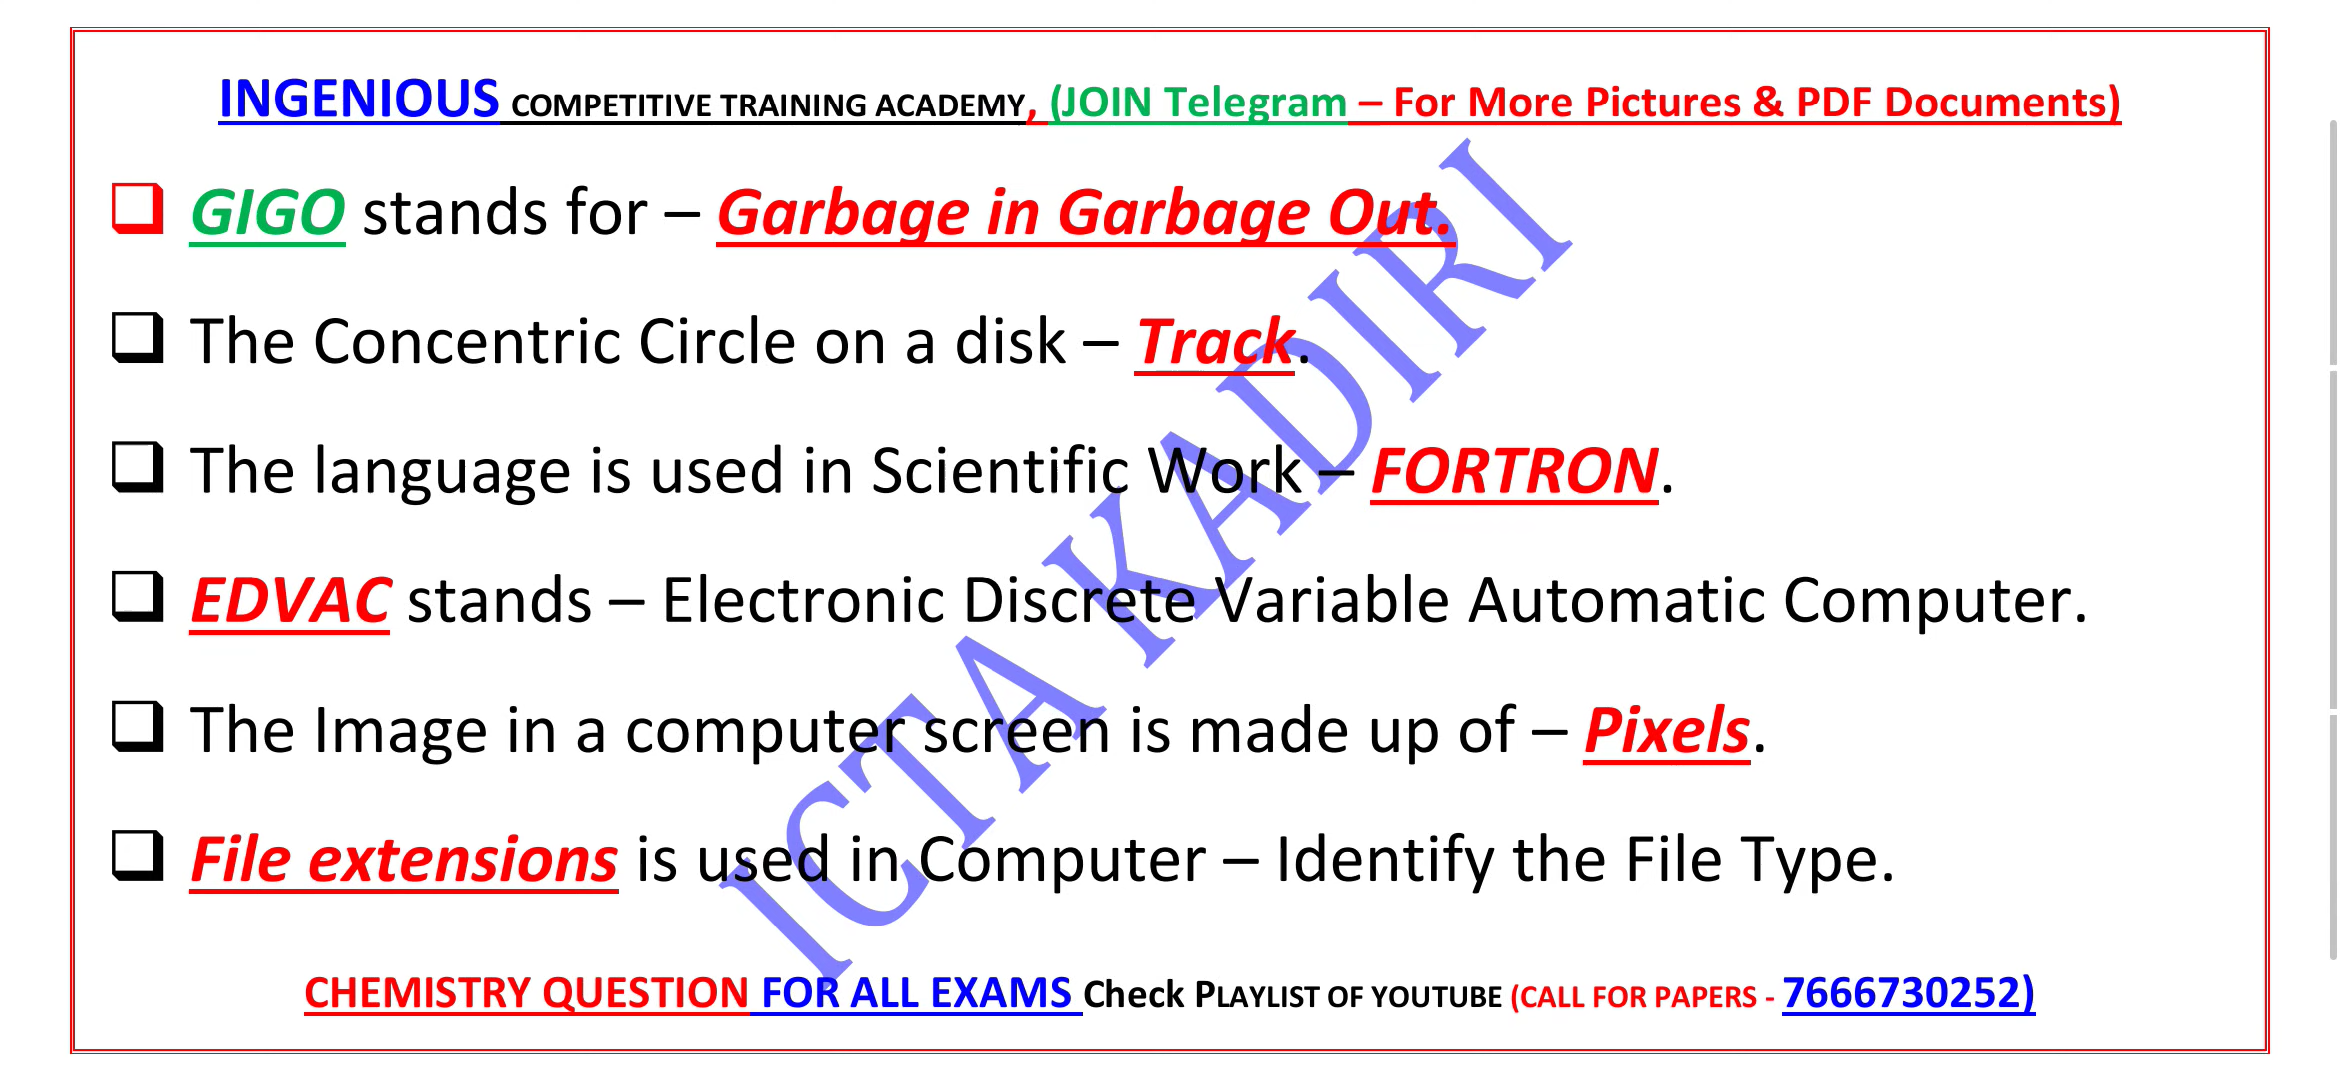 INGENIOUS COMPETITIVE TRAINING ACADEMY, (JOIN Telegram – For More Pictures & PDF Documents)
GIGO stands for – Garbage in Garbage Out.
The Concentric Circle on a disk – Track.
The language is used in Scientific Work – FORTRON.
EDVAC stands – Electronic Discrete Variable Automatic Computer.
The Image in a computer screen is made up of – Pixels.
File extensions is used in Computer – Identify the File Type.
ICTA KADIRI
CHEMISTRY QUESTION FOR ALL EXAMS Check PLAYLIST OF YOUTUBE (CALL FOR PAPERS - 7666730252)